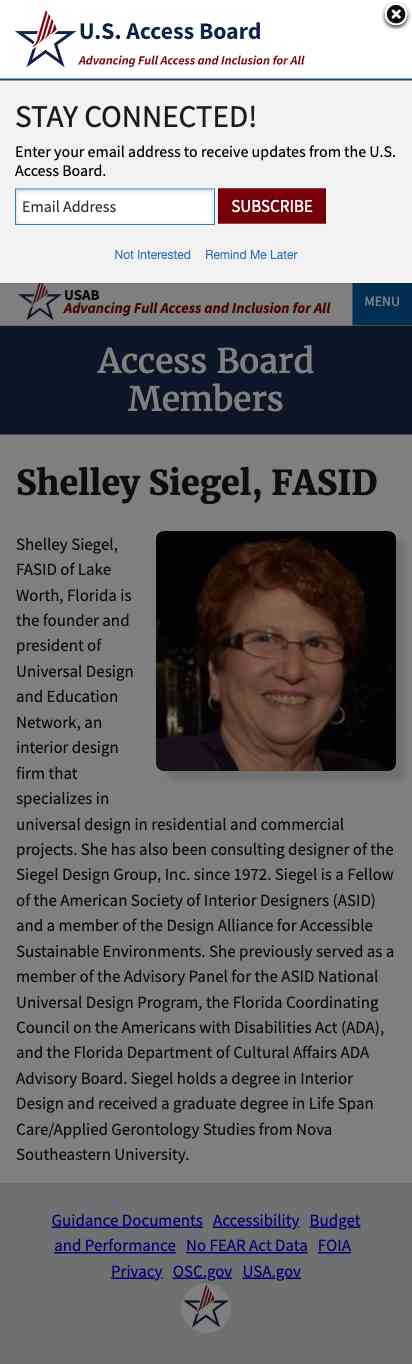 U.S. Access Board
Advancing Full Access and Inclusion for All
STAY CONNECTED!
Enter your email address to receive updates from the U.S.
Access Board.
Email Address
SUBSCRIBE
Not Interested Remind Me Later
USAB
Advancing Full Access and Inclusion for All
MENU
Access Board
Members
Shelley Siegel, FASID
Shelley Siegel,
FASID of Lake
Worth, Florida is
the founder and
president of
Universal Design
and Education
Network, an
interior design
firm that
specializes in
universal design in residential and commercial
projects. She has also been consulting designer of the
Siegel Design Group, Inc. since 1972. Siegel is a Fellow
of the American Society of Interior Designers (ASID)
and a member of the Design Alliance for Accessible
Sustainable Environments. She previously served as a
member of the Advisory Panel for the ASID National
Universal Design Program, the Florida Coordinating
Council on the Americans with Disabilities Act (ADA),
and the Florida Department of Cultural Affairs ADA
Advisory Board. Siegel holds a degree in Interior
Design and received a graduate degree in Life Span
Care/Applied Gerontology Studies from Nova
Southeastern University.
Guidance Documents Accessibility Budget
and Performance No FEAR Act Data FOIA
Privacy OSC.gov USA.gov